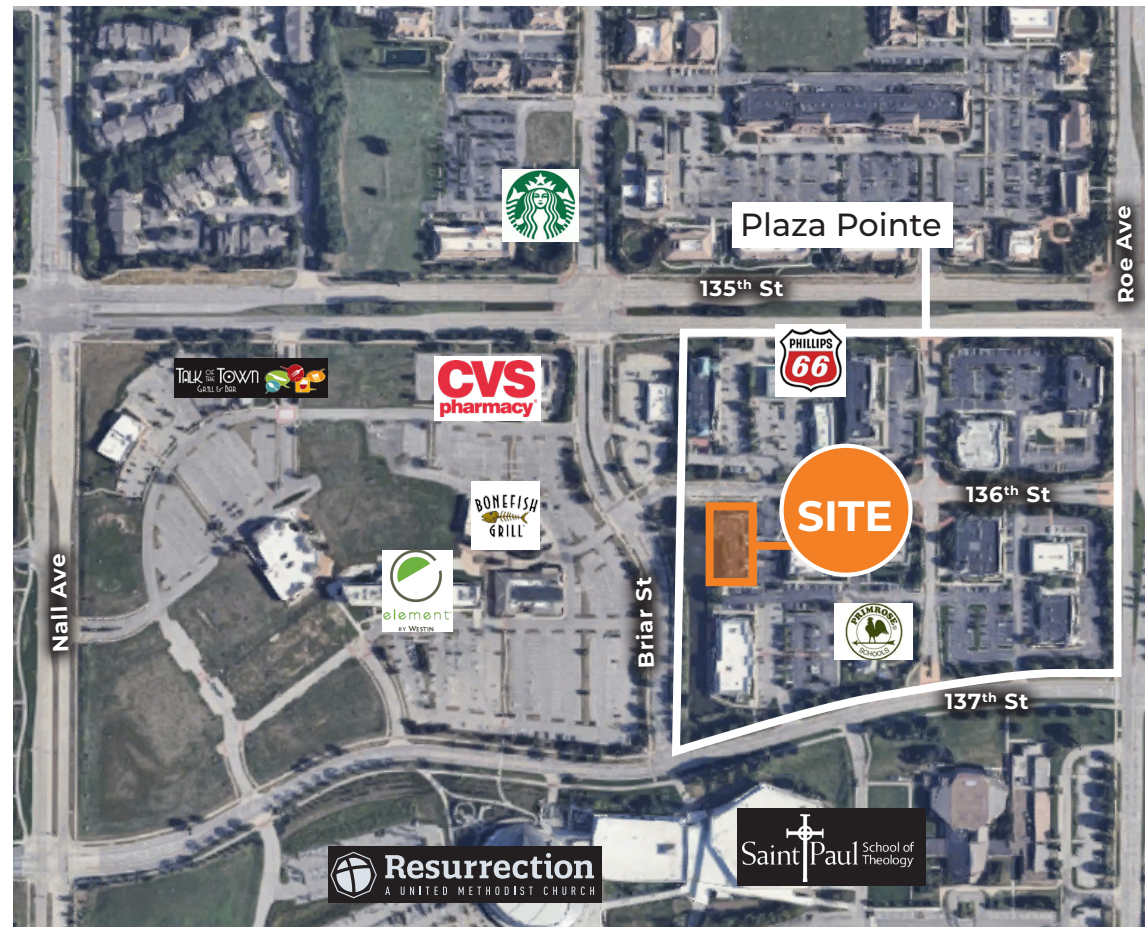 Plaza Pointe
135th St
Roe Ave
PHILLIPS
66
TALK OF THE TOWN
GRILL & BAR
CVS
pharmacy
BONEFISH
GRILL
SITE
136th St
element
BY WESTIN
Nall Ave
Briar St
PRIMROSE
SCHOOLS
137th St
Resurrection
A UNITED METHODIST CHURCH
Saint Paul School of
Theology